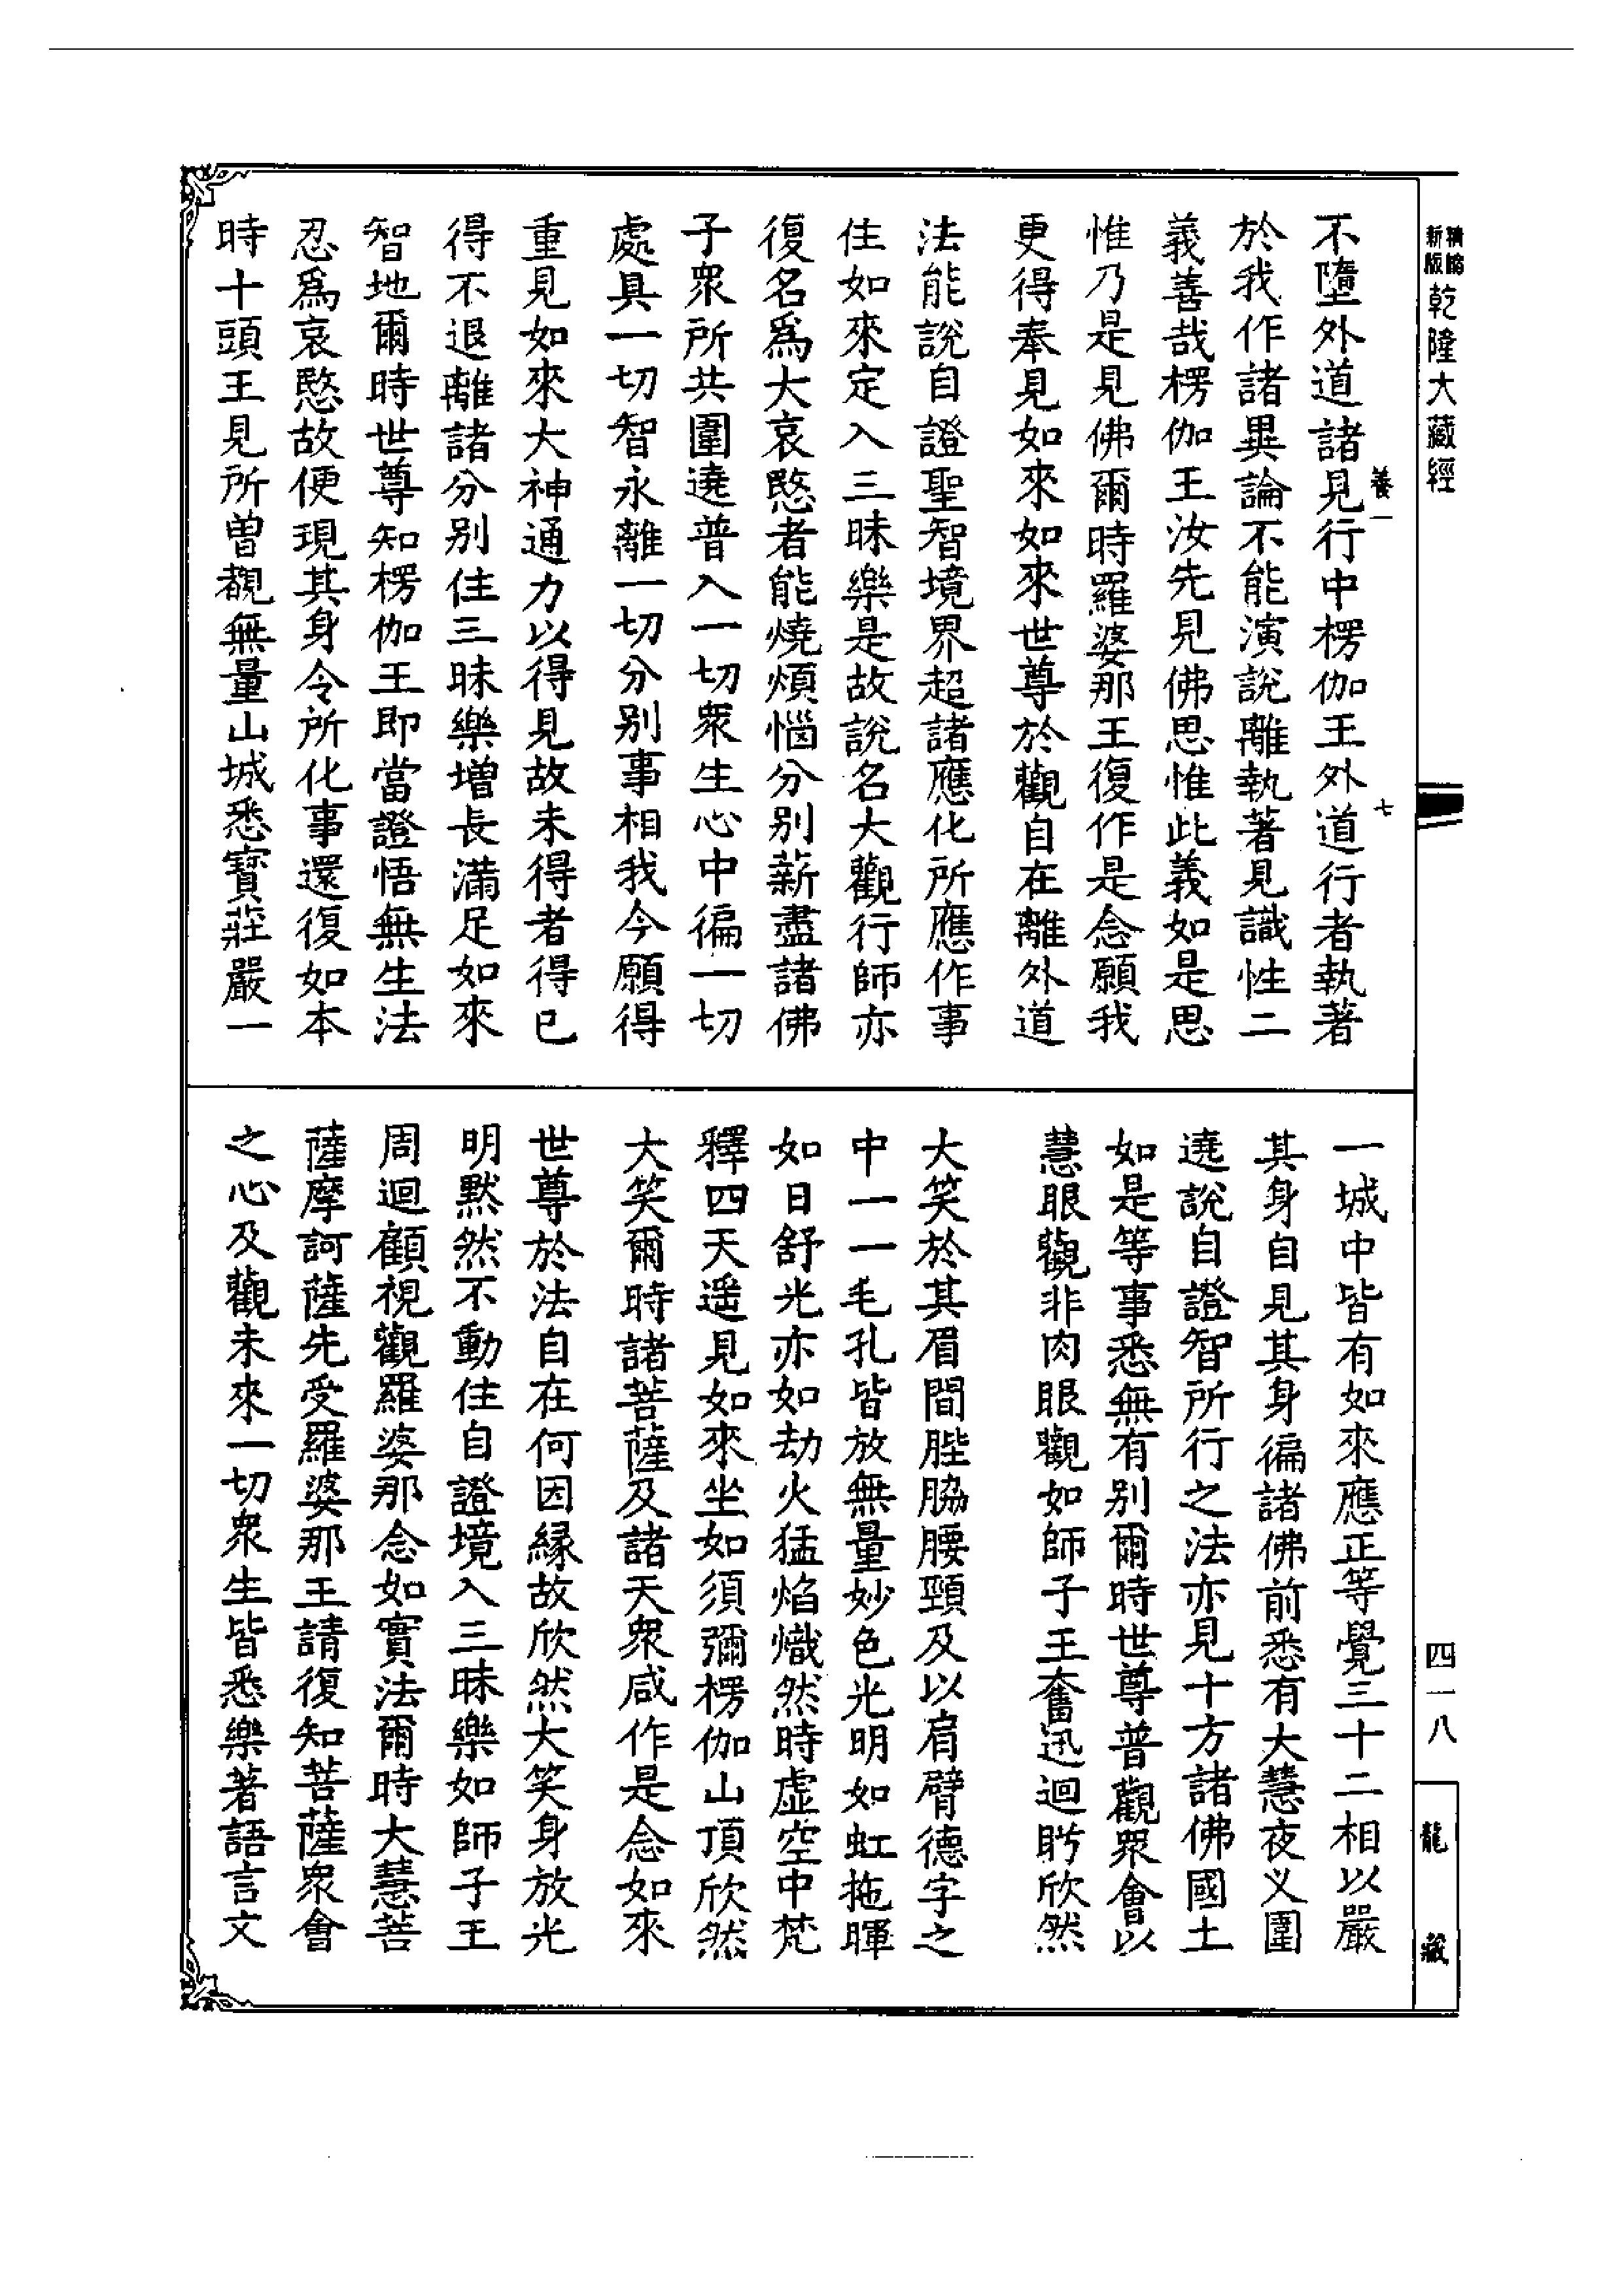 精縮
新版
乾隆大藏經
四一八
龍藏
養一
七
不墮外道諸見行中楞伽王外道行者執著
於我作諸異論不能演說離執著見識性二
義善哉楞伽王汝先見佛思惟此義如是思
惟乃是見佛爾時羅婆那王復作是念願我
更得奉見如來如來世尊於觀自在離外道
法能說自證聖智境界超諸應化所應作事
住如來定入三昧樂是故說名大觀行師亦
復名爲大哀愍者能燒煩惱分别薪盡諸佛
子衆所共圍遶普入一切衆生心中徧一切
處具一切智永離一切分别事相我今願得
重見如來大神通力以得見故未得者得已
得不退離諸分别住三昧樂增長滿足如來
智地爾時世尊知楞伽王即當證悟無生法
忍爲哀愍故便現其身令所化事還復如本
時十頭王見所曾覩無量山城悉寶莊嚴一
一城中皆有如來應正等覺三十二相以嚴
其身自見其身徧諸佛前悉有大慧夜义圍
遶說自證智所行之法亦見十方諸佛國土
如是等事悉無有别爾時世尊普觀衆會以
慧眼觀非肉眼觀如師子王奮迅迴眄欣然
大笑於其眉間䏶脇腰頸及以肩臂德字之
中一一毛孔皆放無量妙色光明如虹拖暉
如日舒光亦如劫火猛焰熾然時虛空中梵
釋四天遥見如來坐如須彌楞伽山頂欣然
大笑爾時諸菩薩及諸天衆咸作是念如來
世尊於法自在何因緣故欣然大笑身放光
明黙然不動住自證境入三昧樂如師子王
周迴顧視觀羅婆那念如實法爾時大慧菩
薩摩訶薩先受羅婆那王請復知菩薩衆會
之心及觀未來一切衆生皆悉樂著語言文